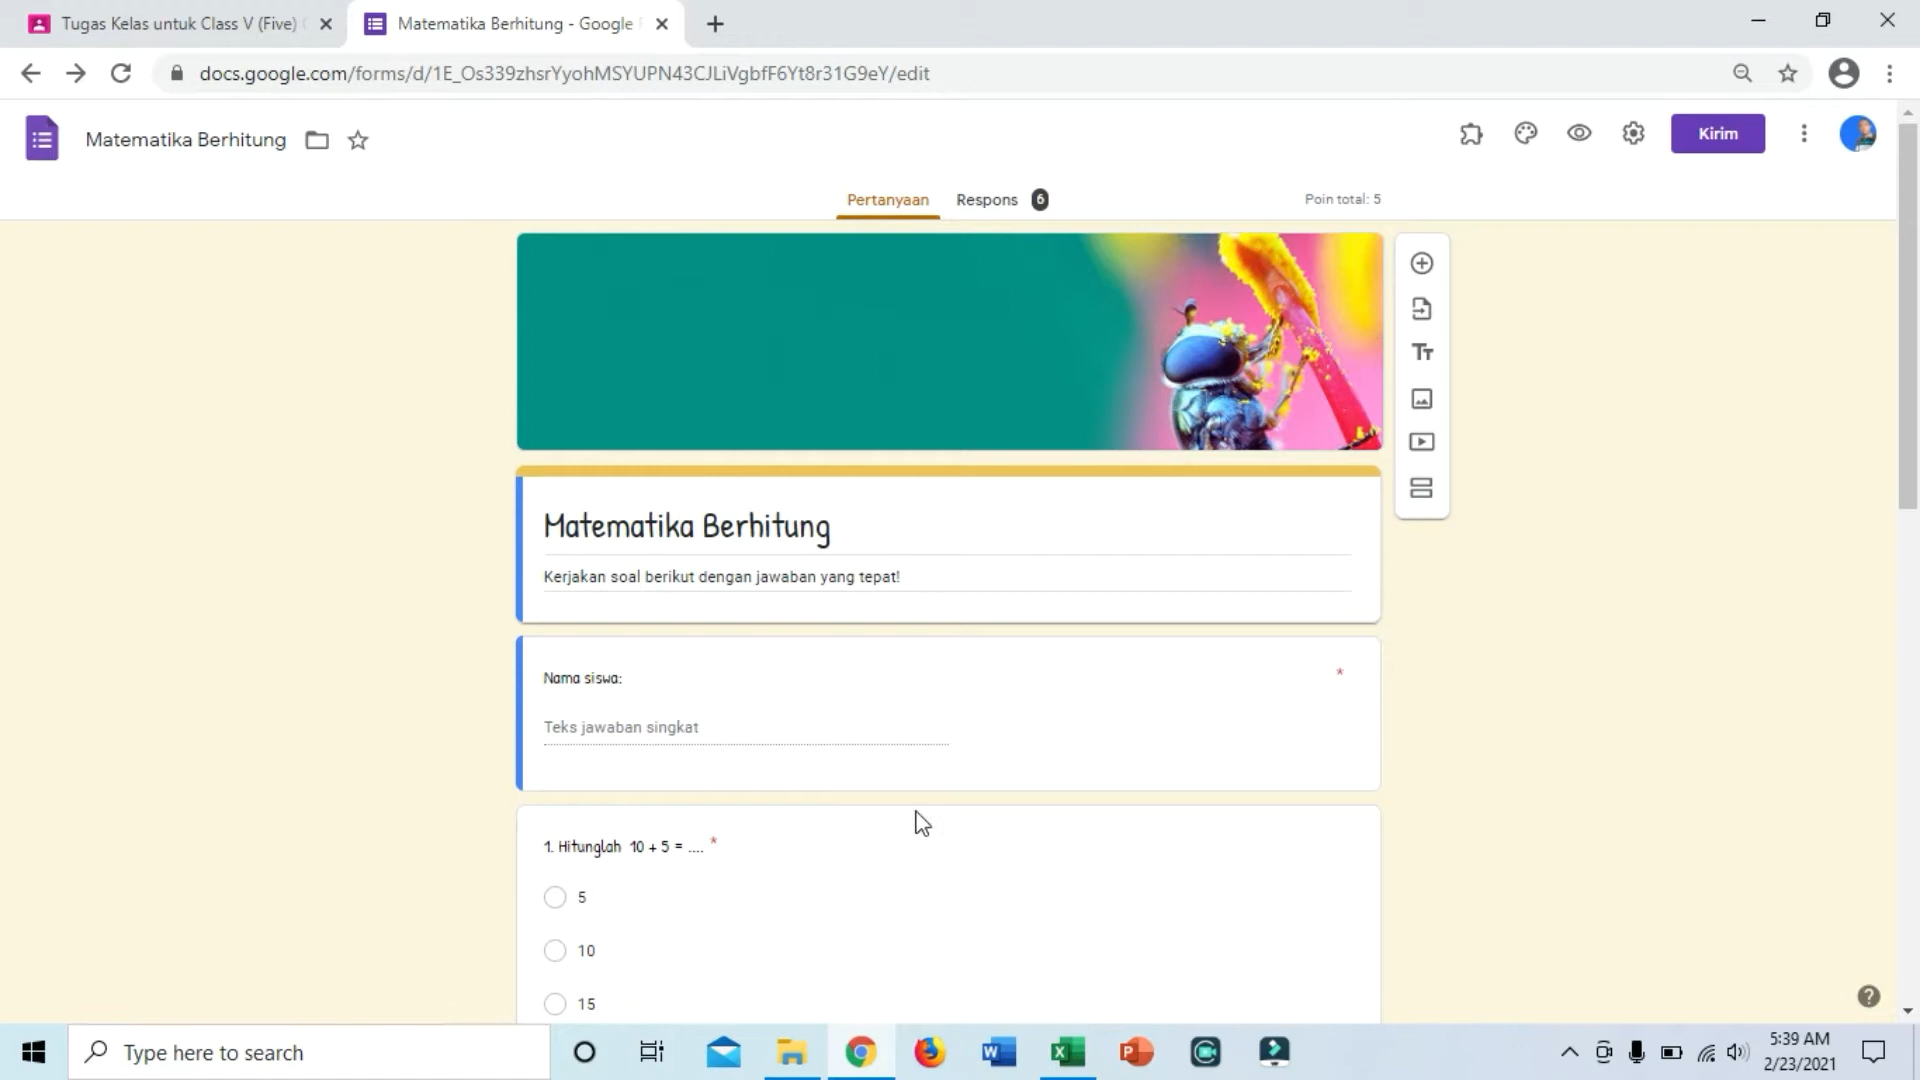 Tugas Kelas untuk Class V (Five)
Matematika Berhitung - Google
docs.google.com/forms/d/1E_Os339zhsrYyohMSYUPN43CJLiVgbfF6Yt8r31G9eY/edit
Matematika Berhitung
Kirim
Pertanyaan
Respons 6
Poin total: 5
Matematika Berhitung
Kerjakan soal berikut dengan jawaban yang tepat!
Nama siswa: *
Teks jawaban singkat
1. Hitunglah 10 + 5 = .... *
5
10
15
Type here to search
5:39 AM
2/23/2021